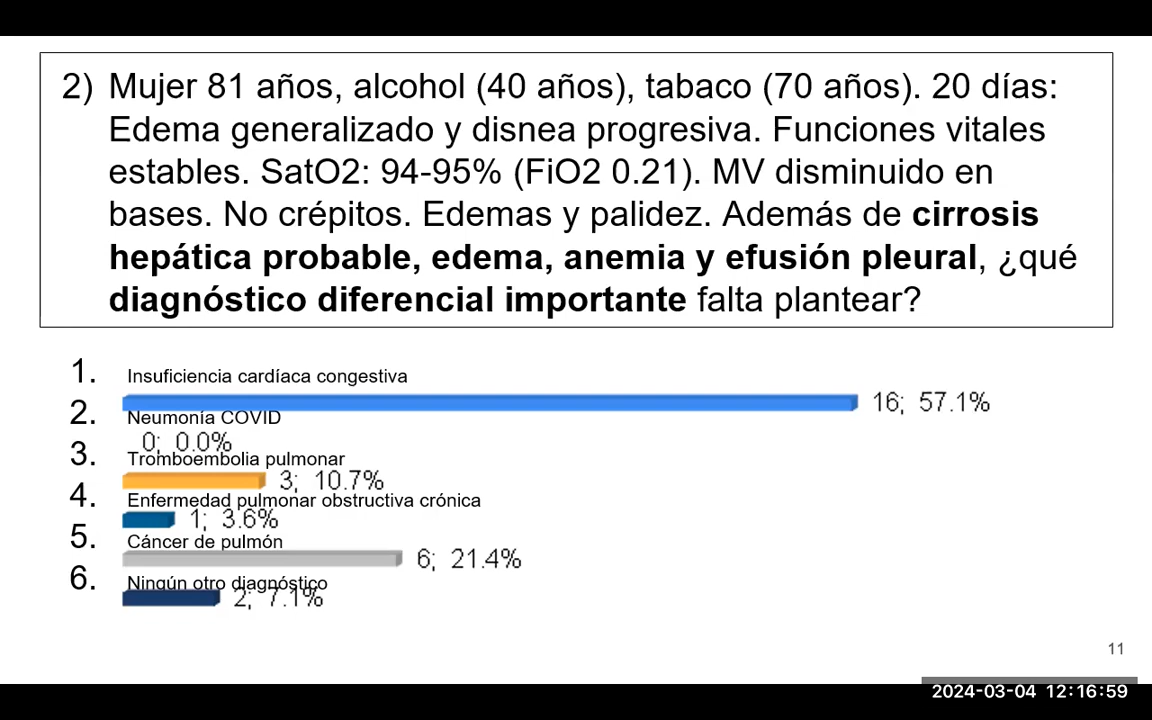 2) Mujer 81 años, alcohol (40 años), tabaco (70 años). 20 días:
Edema generalizado y disnea progresiva. Funciones vitales
estables. SatO2: 94-95% (FiO2 0.21). MV disminuido en
bases. No crépitos. Edemas y palidez. Además de cirrosis
hepática probable, edema, anemia y efusión pleural, ¿qué
diagnóstico diferencial importante falta plantear?
1. Insuficiencia cardíaca congestiva
16; 57.1%
2. Neumonía COVID
0; 0.0%
3. Tromboembolia pulmonar
3; 10.7%
4. Enfermedad pulmonar obstructiva crónica
1; 3.6%
5. Cáncer de pulmón
6; 21.4%
6. Ningún otro diagnóstico
2; 7.1%
11
2024-03-04 12:16:59